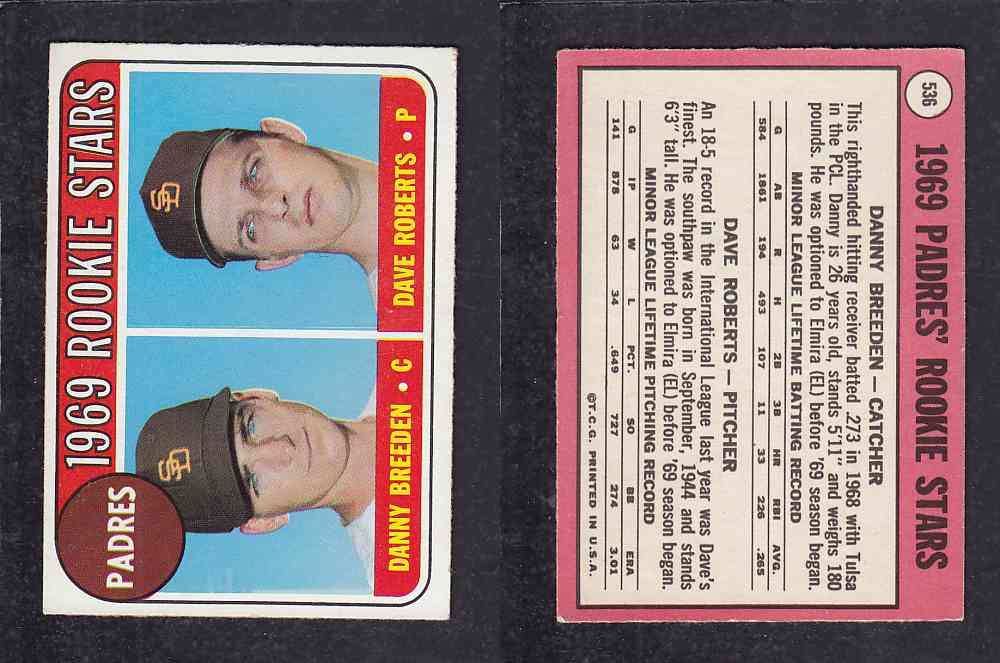 1969 ROOKIE STARS
PADRES
SD
SD
DANNY BREEDEN • C
DAVE ROBERTS • P
536
1969 PADRES' ROOKIE STARS
DANNY BREEDEN — CATCHER
This righthanded hitting receiver batted .273 in 1968 with Tulsa
in the PCL. Danny is 26 years old, stands 5'11" and weighs 180
pounds. He was optioned to Elmira (EL) before '69 season began.
MINOR LEAGUE LIFETIME BATTING RECORD
G AB R H 2B 3B HR RBI AVG.
584 1861 194 493 107 11 33 226 .265
DAVE ROBERTS — PITCHER
An 18-5 record in the International League last year was Dave's
finest. The southpaw was born in September, 1944 and stands
6'3" tall. He was optioned to Elmira (EL) before '69 season began.
MINOR LEAGUE LIFETIME PITCHING RECORD
G IP W L PCT. SO BB ERA
141 878 63 34 .649 727 274 3.01
©T.C.G. PRINTED IN U.S.A.